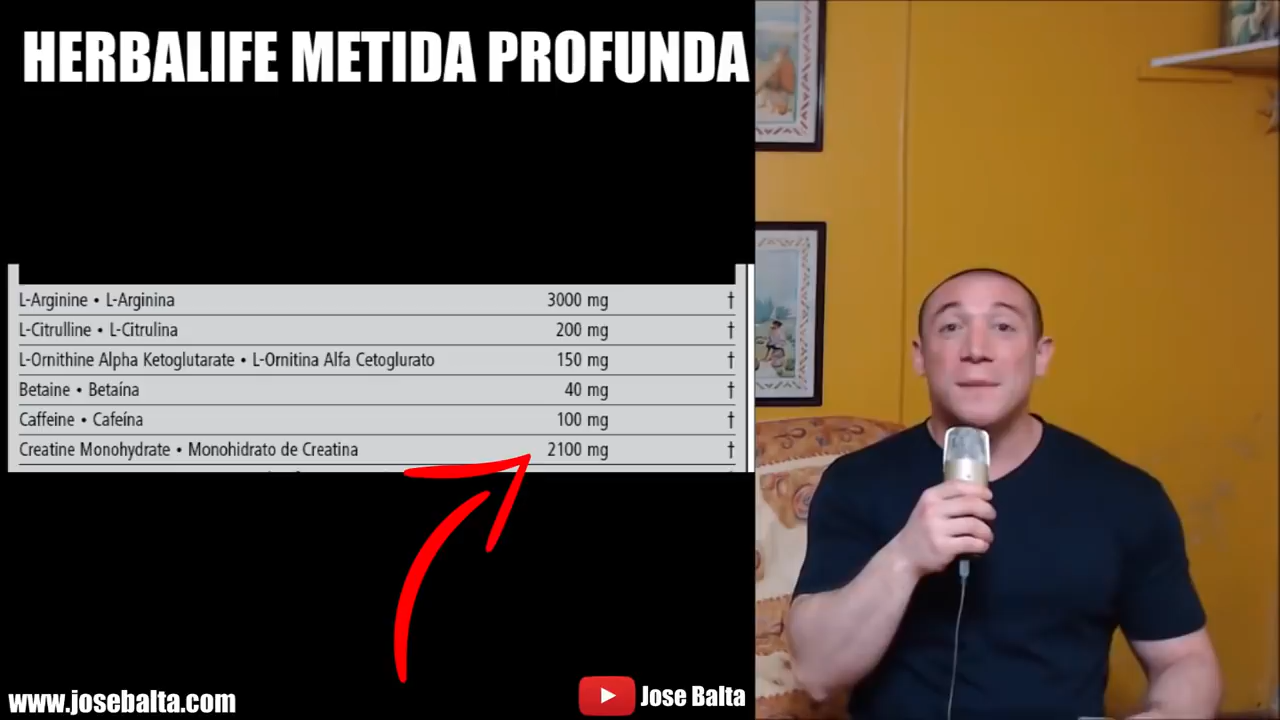 HERBALIFE METIDA PROFUNDA
L-Arginine • L-Arginina 3000 mg †
L-Citrulline • L-Citrulina 200 mg †
L-Ornithine Alpha Ketoglutarate • L-Ornitina Alfa Cetoglurato 150 mg †
Betaine • Betaína 40 mg †
Caffeine • Cafeína 100 mg †
Creatine Monohydrate • Monohidrato de Creatina 2100 mg †
www.josebalta.com
Jose Balta